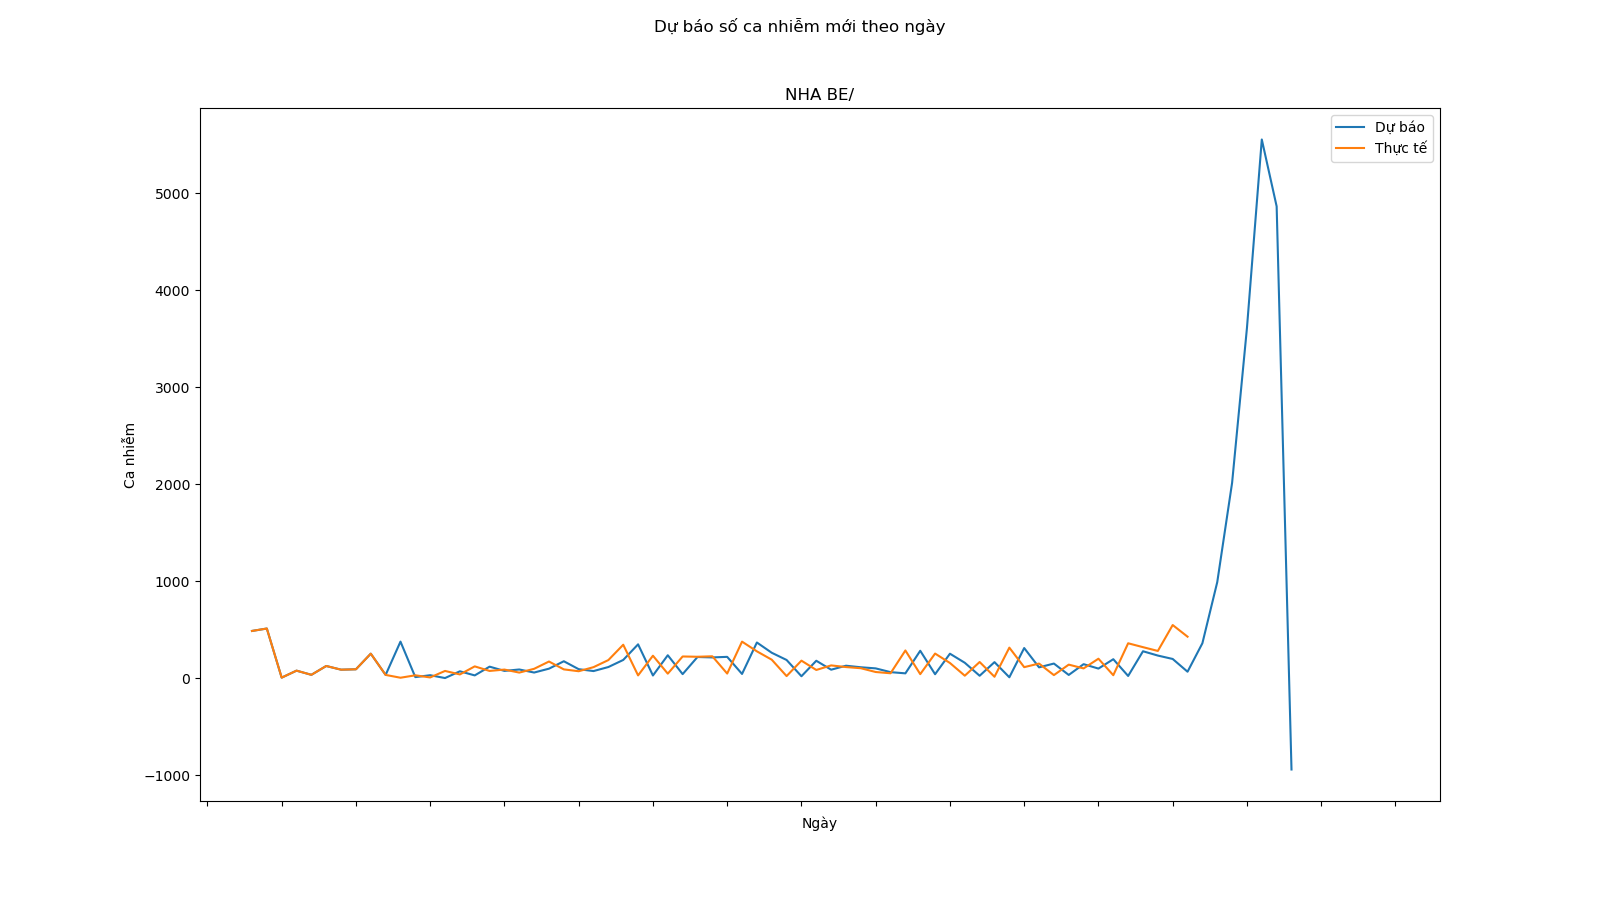 Dự báo số ca nhiễm mới theo ngày
NHA BE/
Dự báo
Thực tế
5000
4000
3000
2000
1000
0
−1000
Ca nhiễm
Ngày